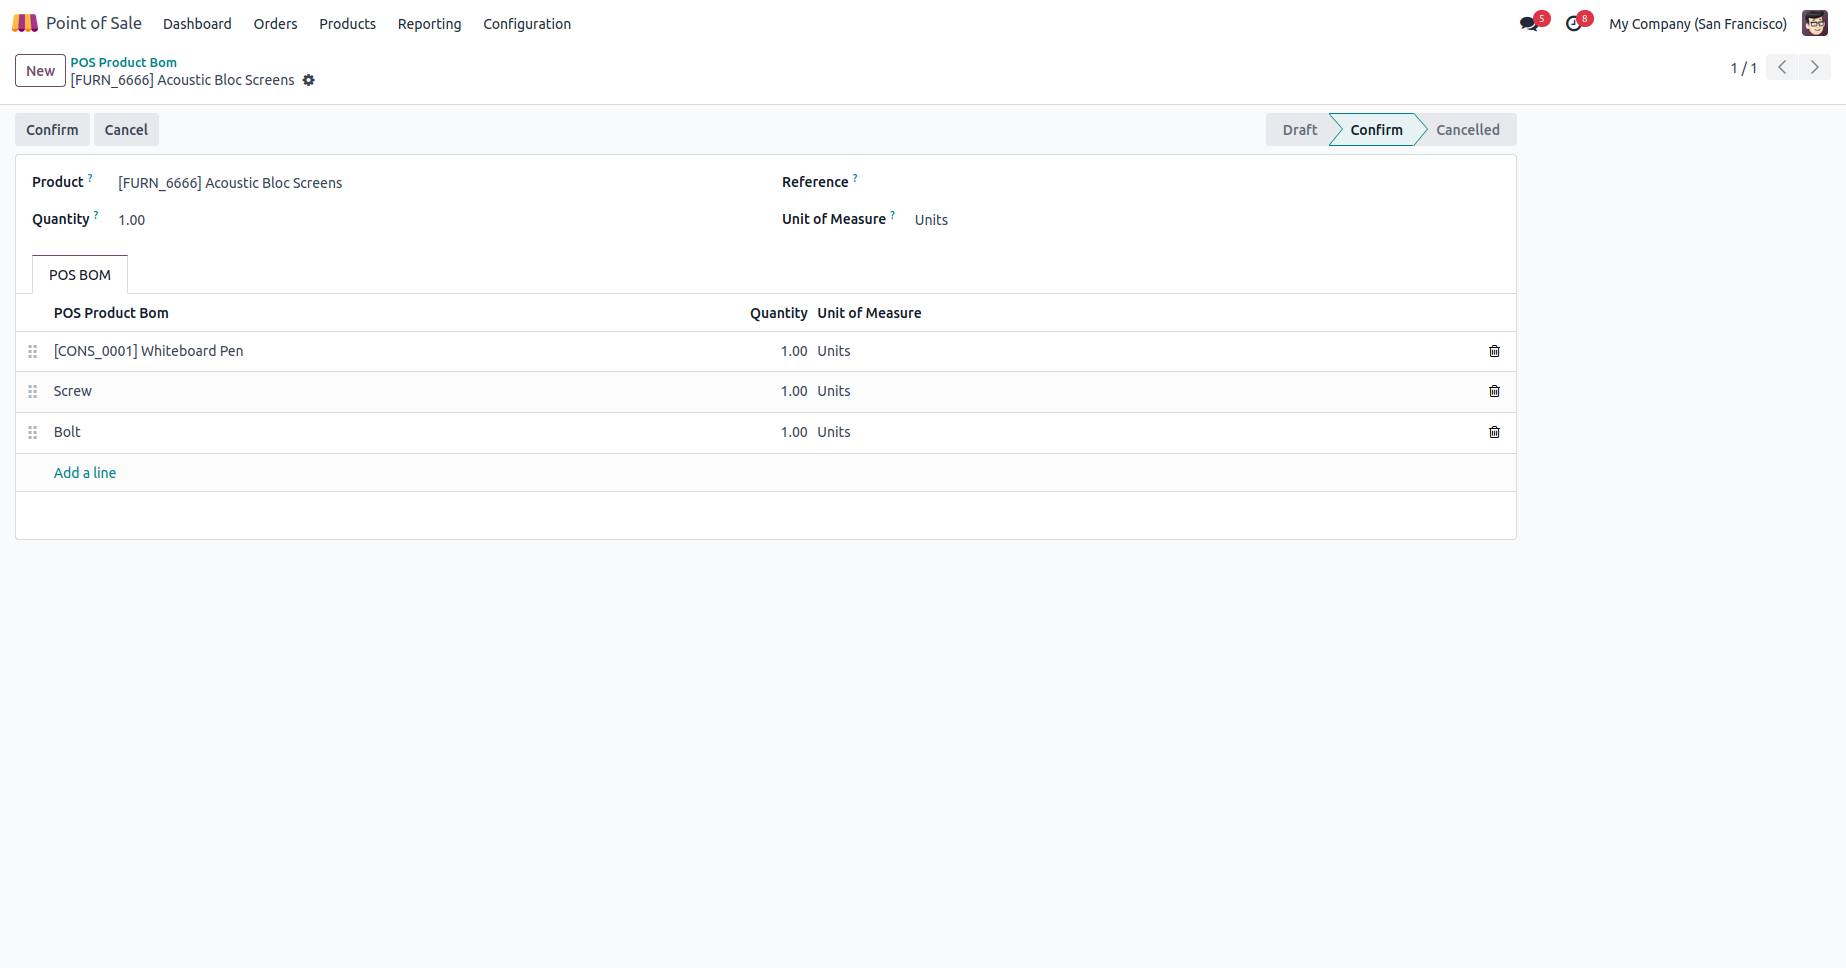 Point of Sale Dashboard Orders Products Reporting Configuration 5 8 My Company (San Francisco)
New POS Product Bom
[FURN_6666] Acoustic Bloc Screens 1 / 1
Confirm Cancel Draft Confirm Cancelled
Product ? [FURN_6666] Acoustic Bloc Screens Reference ?
Quantity ? 1.00 Unit of Measure ? Units
POS BOM
POS Product Bom Quantity Unit of Measure
[CONS_0001] Whiteboard Pen 1.00 Units
Screw 1.00 Units
Bolt 1.00 Units
Add a line